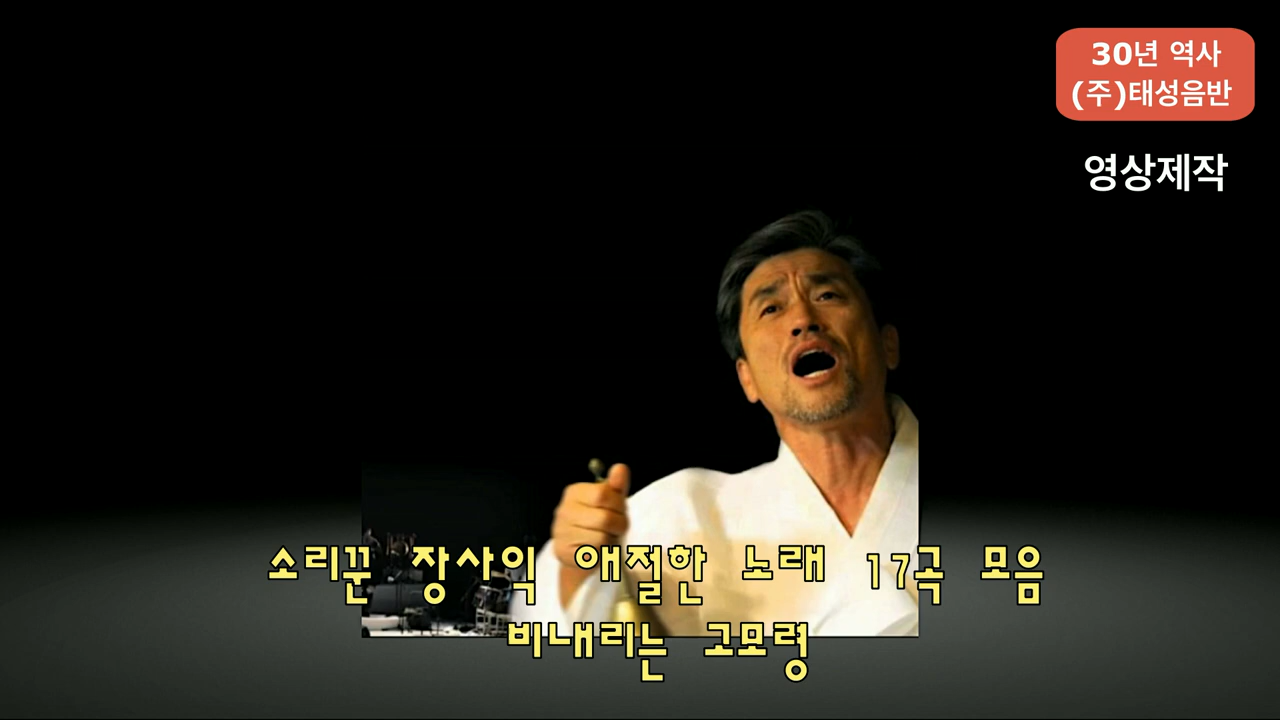 30년 역사
(주)태성음반
영상제작
소리꾼 장사익 애절한 노래 17곡 모음
비내리는 고모령